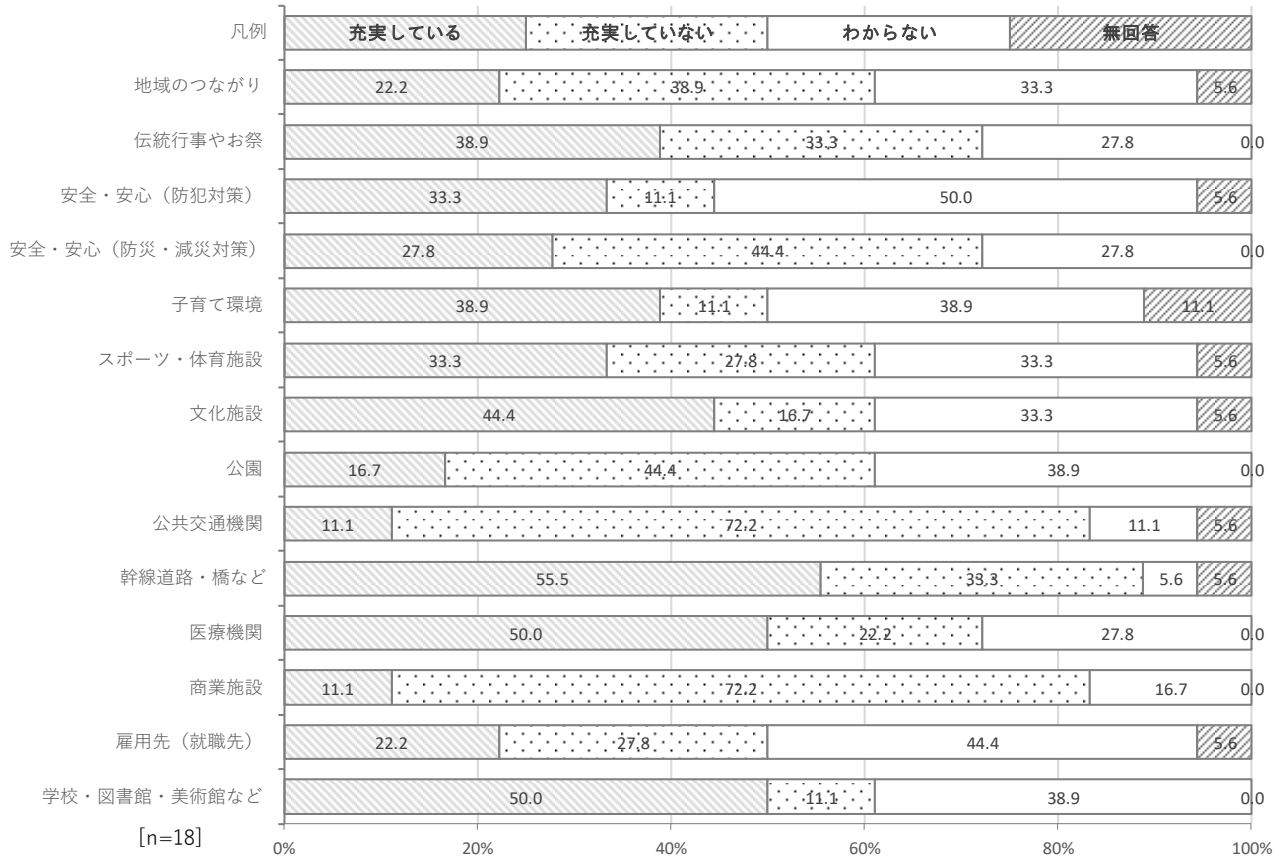 凡例 充実している 充実していない わからない 無回答
地域のつながり 22.2 38.9 33.3 5.6
伝統行事やお祭 38.9 33.3 27.8 0.0
安全・安心（防犯対策） 33.3 11.1 50.0 5.6
安全・安心（防災・減災対策） 27.8 44.4 27.8 0.0
子育て環境 38.9 11.1 38.9 11.1
スポーツ・体育施設 33.3 27.8 33.3 5.6
文化施設 44.4 16.7 33.3 5.6
公園 16.7 44.4 38.9 0.0
公共交通機関 11.1 72.2 11.1 5.6
幹線道路・橋など 55.5 33.3 5.6 5.6
医療機関 50.0 22.2 27.8 0.0
商業施設 11.1 72.2 16.7 0.0
雇用先（就職先） 22.2 27.8 44.4 5.6
学校・図書館・美術館など 50.0 11.1 38.9 0.0
[n=18]
0% 20% 40% 60% 80% 100%